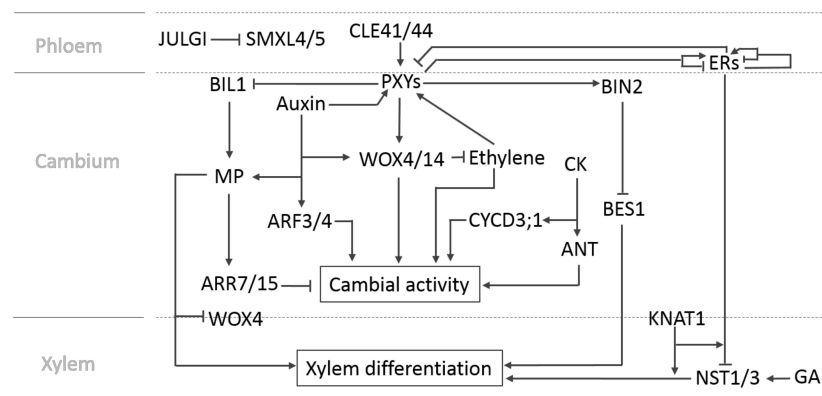 CLE41/44
JULGI SMXL4/5
Phloem
ERs
BIL1 PXYs BIN2
Auxin
Cambium
WOX4/14 Ethylene CK
MP
BES1
ARF3/4 CYCD3;1
ANT
ARR7/15 Cambial activity
WOX4 KNAT1
Xylem
Xylem differentiation
NST1/3 GA